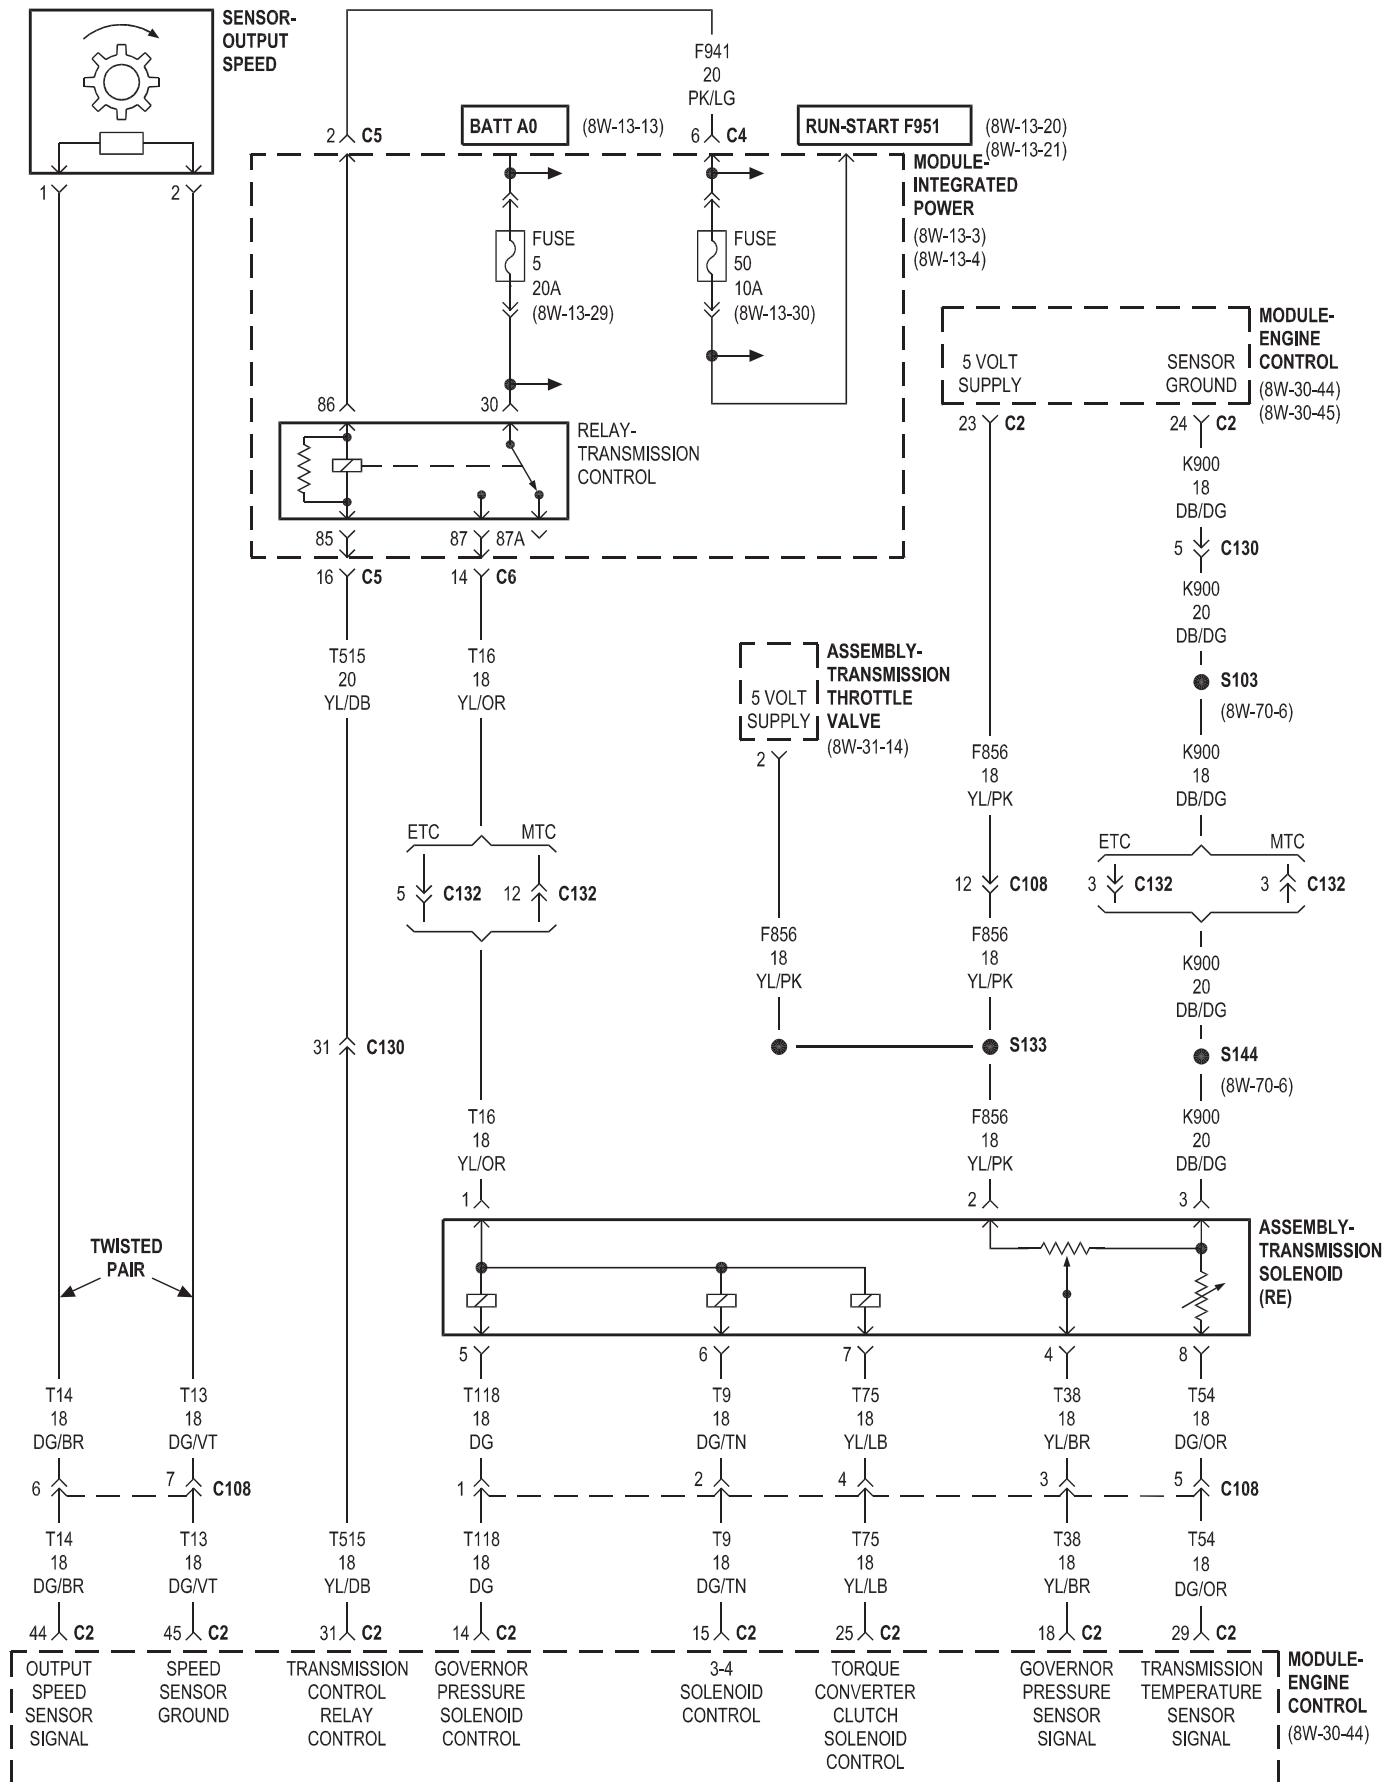 SENSOR-
OUTPUT
SPEED
F941
20
PK/LG
BATT A0 (8W-13-13)
RUN-START F951 (8W-13-20)
(8W-13-21)
2 C5
6 C4
1
2
MODULE-
INTEGRATED
POWER
(8W-13-3)
(8W-13-4)
FUSE
5
20A
(8W-13-29)
FUSE
50
10A
(8W-13-30)
MODULE-
ENGINE
CONTROL
(8W-30-44)
(8W-30-45)
5 VOLT
SUPPLY
SENSOR
GROUND
86
30
23 C2
24 C2
RELAY-
TRANSMISSION
CONTROL
K900
18
DB/DG
85
87
87A
5 C130
16 C5
14 C6
K900
20
DB/DG
T515
20
YL/DB
T16
18
YL/OR
5 VOLT
SUPPLY
ASSEMBLY-
TRANSMISSION
THROTTLE
VALVE
(8W-31-14)
2
S103
(8W-70-6)
F856
18
YL/PK
K900
18
DB/DG
ETC
MTC
5 C132
12 C132
12 C108
ETC
MTC
3 C132
3 C132
F856
18
YL/PK
F856
18
YL/PK
K900
20
DB/DG
31 C130
S133
S144
(8W-70-6)
T16
18
YL/OR
F856
18
YL/PK
K900
20
DB/DG
1
2
3
TWISTED
PAIR
ASSEMBLY-
TRANSMISSION
SOLENOID
(RE)
5
6
7
4
8
T14
18
DG/BR
T13
18
DG/VT
T118
18
DG
T9
18
DG/TN
T75
18
YL/LB
T38
18
YL/BR
T54
18
DG/OR
6
7
C108
1
2
4
3
5
C108
T14
18
DG/BR
T13
18
DG/VT
T515
18
YL/DB
T118
18
DG
T9
18
DG/TN
T75
18
YL/LB
T38
18
YL/BR
T54
18
DG/OR
44 C2
45 C2
31 C2
14 C2
15 C2
25 C2
18 C2
29 C2
OUTPUT
SPEED
SENSOR
SIGNAL
SPEED
SENSOR
GROUND
TRANSMISSION
CONTROL
RELAY
CONTROL
GOVERNOR
PRESSURE
SOLENOID
CONTROL
3-4
SOLENOID
CONTROL
TORQUE
CONVERTER
CLUTCH
SOLENOID
CONTROL
GOVERNOR
PRESSURE
SENSOR
SIGNAL
TRANSMISSION
TEMPERATURE
SENSOR
SIGNAL
MODULE-
ENGINE
CONTROL
(8W-30-44)